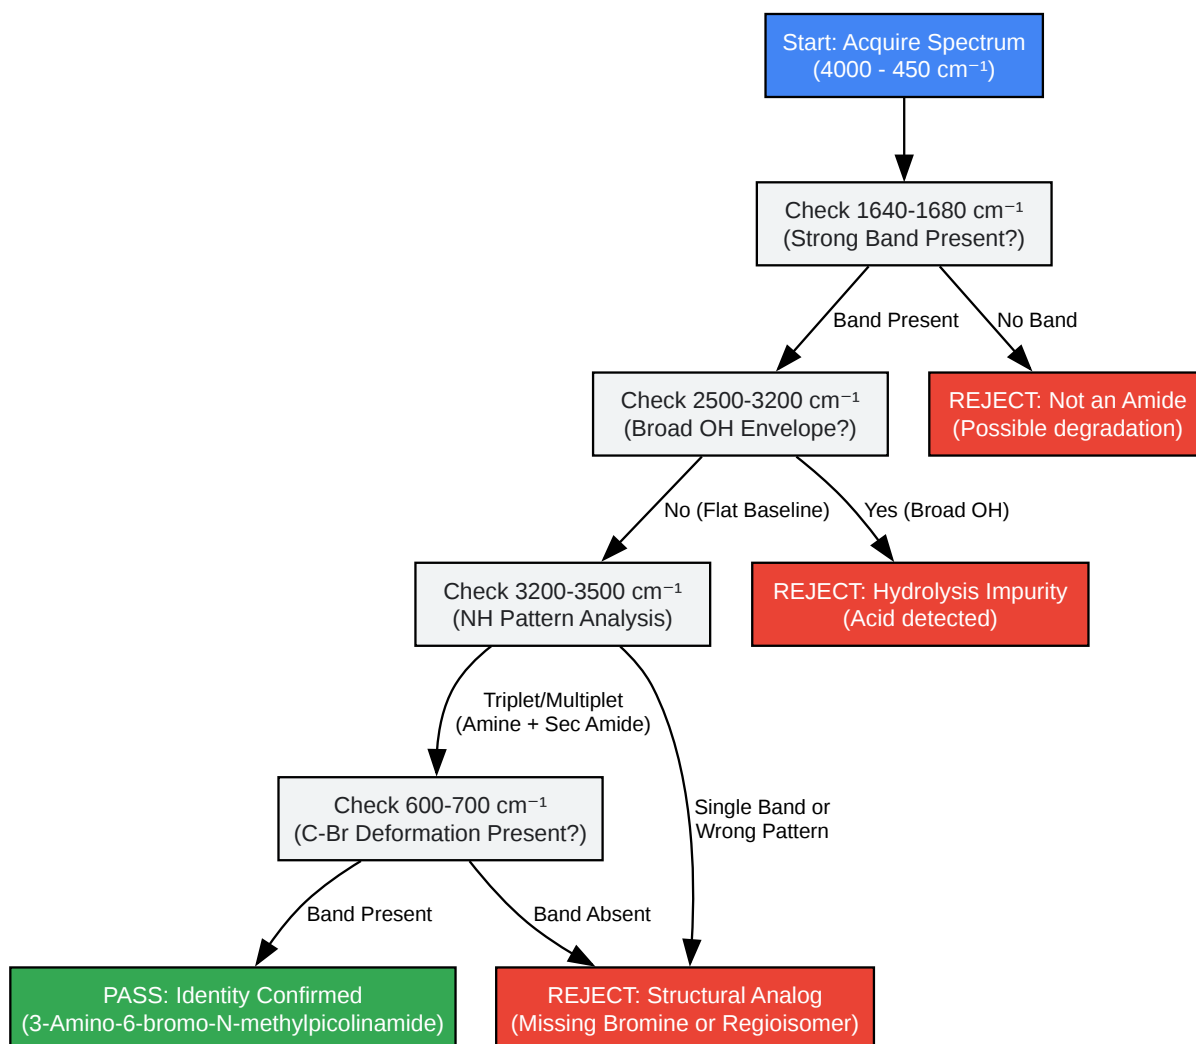 Start: Acquire Spectrum
(4000 - 450 cm⁻¹)
Check 1640-1680 cm⁻¹
(Strong Band Present?)
Band Present
No Band
Check 2500-3200 cm⁻¹
(Broad OH Envelope?)
REJECT: Not an Amide
(Possible degradation)
No (Flat Baseline)
Yes (Broad OH)
Check 3200-3500 cm⁻¹
(NH Pattern Analysis)
REJECT: Hydrolysis Impurity
(Acid detected)
Triplet/Multiplet
(Amine + Sec Amide)
Single Band or
Wrong Pattern
Check 600-700 cm⁻¹
(C-Br Deformation Present?)
Band Present
Band Absent
PASS: Identity Confirmed
(3-Amino-6-bromo-N-methylpicolinamide)
REJECT: Structural Analog
(Missing Bromine or Regioisomer)